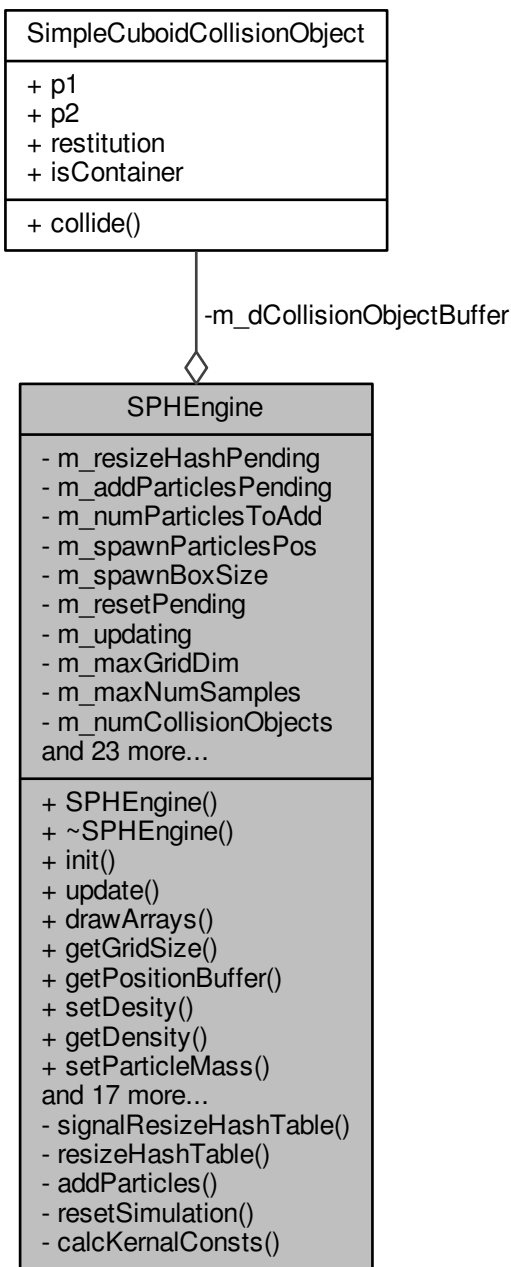 SimpleCuboidCollisionObject
+ p1
+ p2
+ restitution
+ isContainer
+ collide()
-m_dCollisionObjectBuffer
SPHEngine
- m_resizeHashPending
- m_addParticlesPending
- m_numParticlesToAdd
- m_spawnParticlesPos
- m_spawnBoxSize
- m_resetPending
- m_updating
- m_maxGridDim
- m_maxNumSamples
- m_numCollisionObjects
and 23 more...
+ SPHEngine()
+ ~SPHEngine()
+ init()
+ update()
+ drawArrays()
+ getGridSize()
+ getPositionBuffer()
+ setDesity()
+ getDensity()
+ setParticleMass()
and 17 more...
- signalResizeHashTable()
- resizeHashTable()
- addParticles()
- resetSimulation()
- calcKernalConsts()